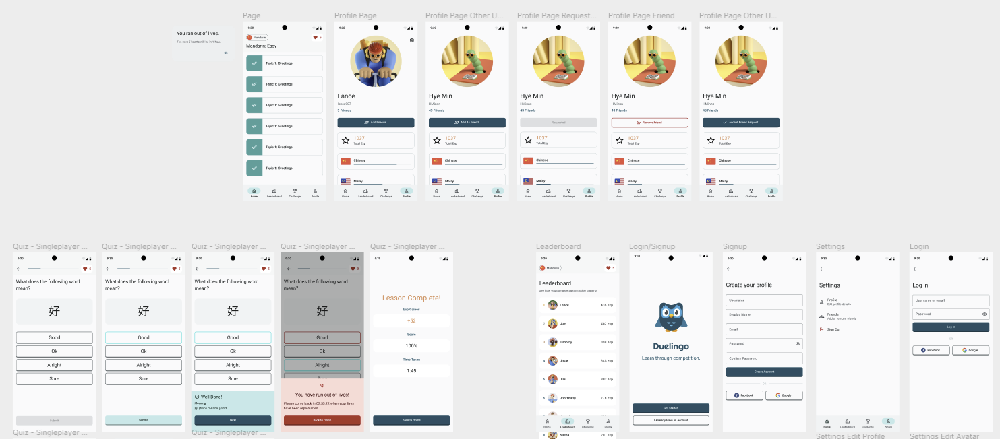 Page
Profile Page
Profile Page Other U...
Profile Page Request...
Profile Page Friend
Profile Page Other U...
You ran out of lives.
The next 5 hearts will be in 1 hour.
Ok
9:30
Mandarin
5
Mandarin: Easy
Topic 1: Greetings
Topic 1: Greetings
Topic 1: Greetings
Topic 1: Greetings
Topic 1: Greetings
Topic 1: Greetings
Home
Leaderboard
Challenge
Profile
9:30
Lance
lance907
3 Friends
Add Friends
1037
Total Exp
Chinese
Malay
Home
Leaderboard
Challenge
Profile
9:30
Hye Min
HMinnn
43 Friends
Add As Friend
1037
Total Exp
Chinese
Malay
Home
Leaderboard
Challenge
Profile
9:30
Hye Min
HMinnn
43 Friends
Requested
1037
Total Exp
Chinese
Malay
Home
Leaderboard
Challenge
Profile
9:30
Hye Min
HMinnn
43 Friends
Remove Friend
1037
Total Exp
Chinese
Malay
Home
Leaderboard
Challenge
Profile
9:30
Hye Min
HMinnn
43 Friends
Accept Friend Request
1037
Total Exp
Chinese
Malay
Home
Leaderboard
Challenge
Profile
Quiz - Singleplayer ...
9:30
5
What does the following word
mean?
好
Good
Ok
Alright
Sure
Submit
Quiz - Singleplayer ...
Quiz - Singleplayer ...
9:30
5
What does the following word
mean?
好
Good
Ok
Alright
Sure
Submit
Quiz - Singleplayer ...
9:30
5
What does the following word
mean?
好
Good
Ok
Alright
Sure
Well Done!
Meaning:
好 (hao) means good.
Next
Quiz - Singleplayer ...
Quiz - Singleplayer ...
9:30
0
What does the following word
mean?
好
Good
Ok
Alright
Sure
You have run out of lives!
Please come back in 02:53:22 when your lives
have been replenished.
Back to Home
Quiz - Singleplayer ...
9:30
Lesson Complete!
Exp Gained
+52
Score
100%
Time Taken
1:45
Back to Home
Leaderboard
9:30
Mandarin
5
Leaderboard
See how you compare against other players!
1 Lance 438 exp
2 Joel 402 exp
3 Timothy 398 exp
4 Josie 345 exp
5 Jiau 302 exp
6 Joo Young 276 exp
Home
Leaderboard
Challenge
Profile
8 Seena 201 exp
Login/Signup
9:30
Duelingo
Learn through competition.
Get Started
I Already Have an Account
Signup
9:30
Create your profile
Username
Display Name
Email
Password
Confirm Password
Create Account
OR
Facebook
Google
Settings
9:30
Settings
Profile
Edit profile details
Friends
Add or remove friends
Sign Out
Home
Leaderboard
Challenge
Profile
Settings Edit Profile
Login
9:30
Log in
Username or email
Password
Log In
OR
Facebook
Google
Settings Edit Avatar